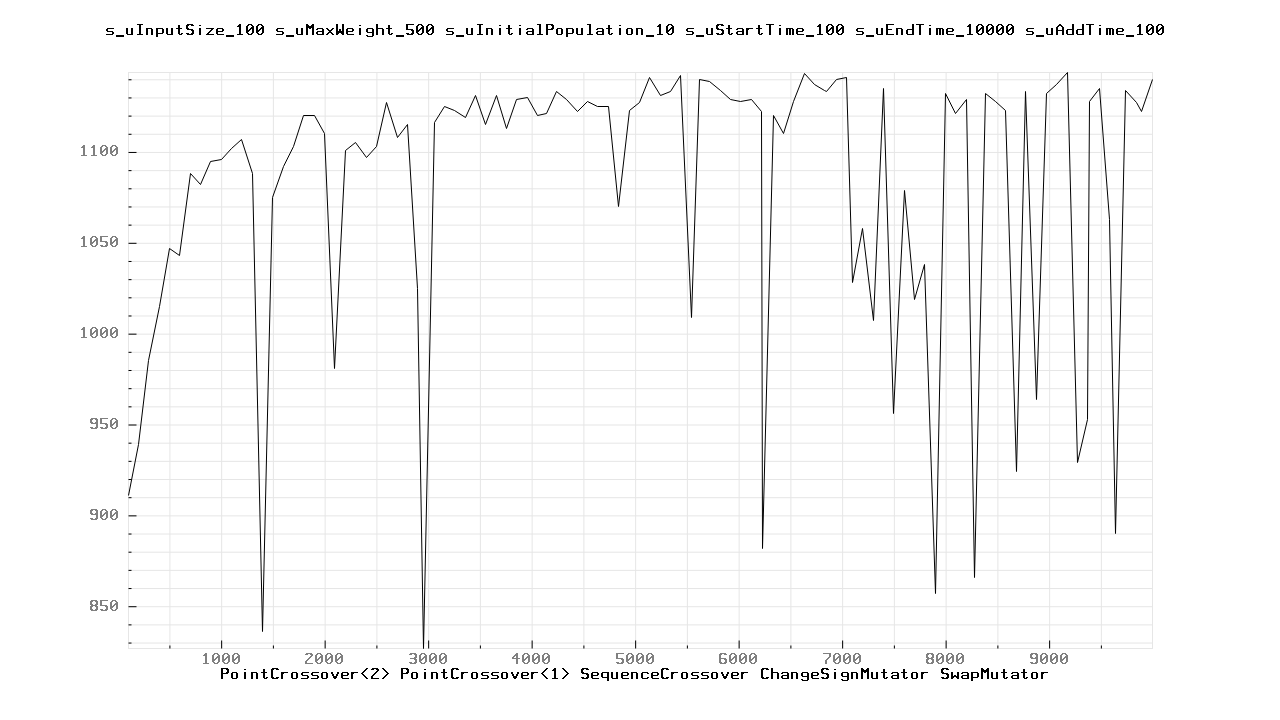 s_uInputSize_100 s_uMaxWeight_500 s_uInitialPopulation_10 s_uStartTime_100 s_uEndTime_10000 s_uAddTime_100
1100
1050
1000
950
900
850
1000 2000 3000 4000 5000 6000 7000 8000 9000
PointCrossover<2> PointCrossover<1> SequenceCrossover ChangeSignMutator SwapMutator